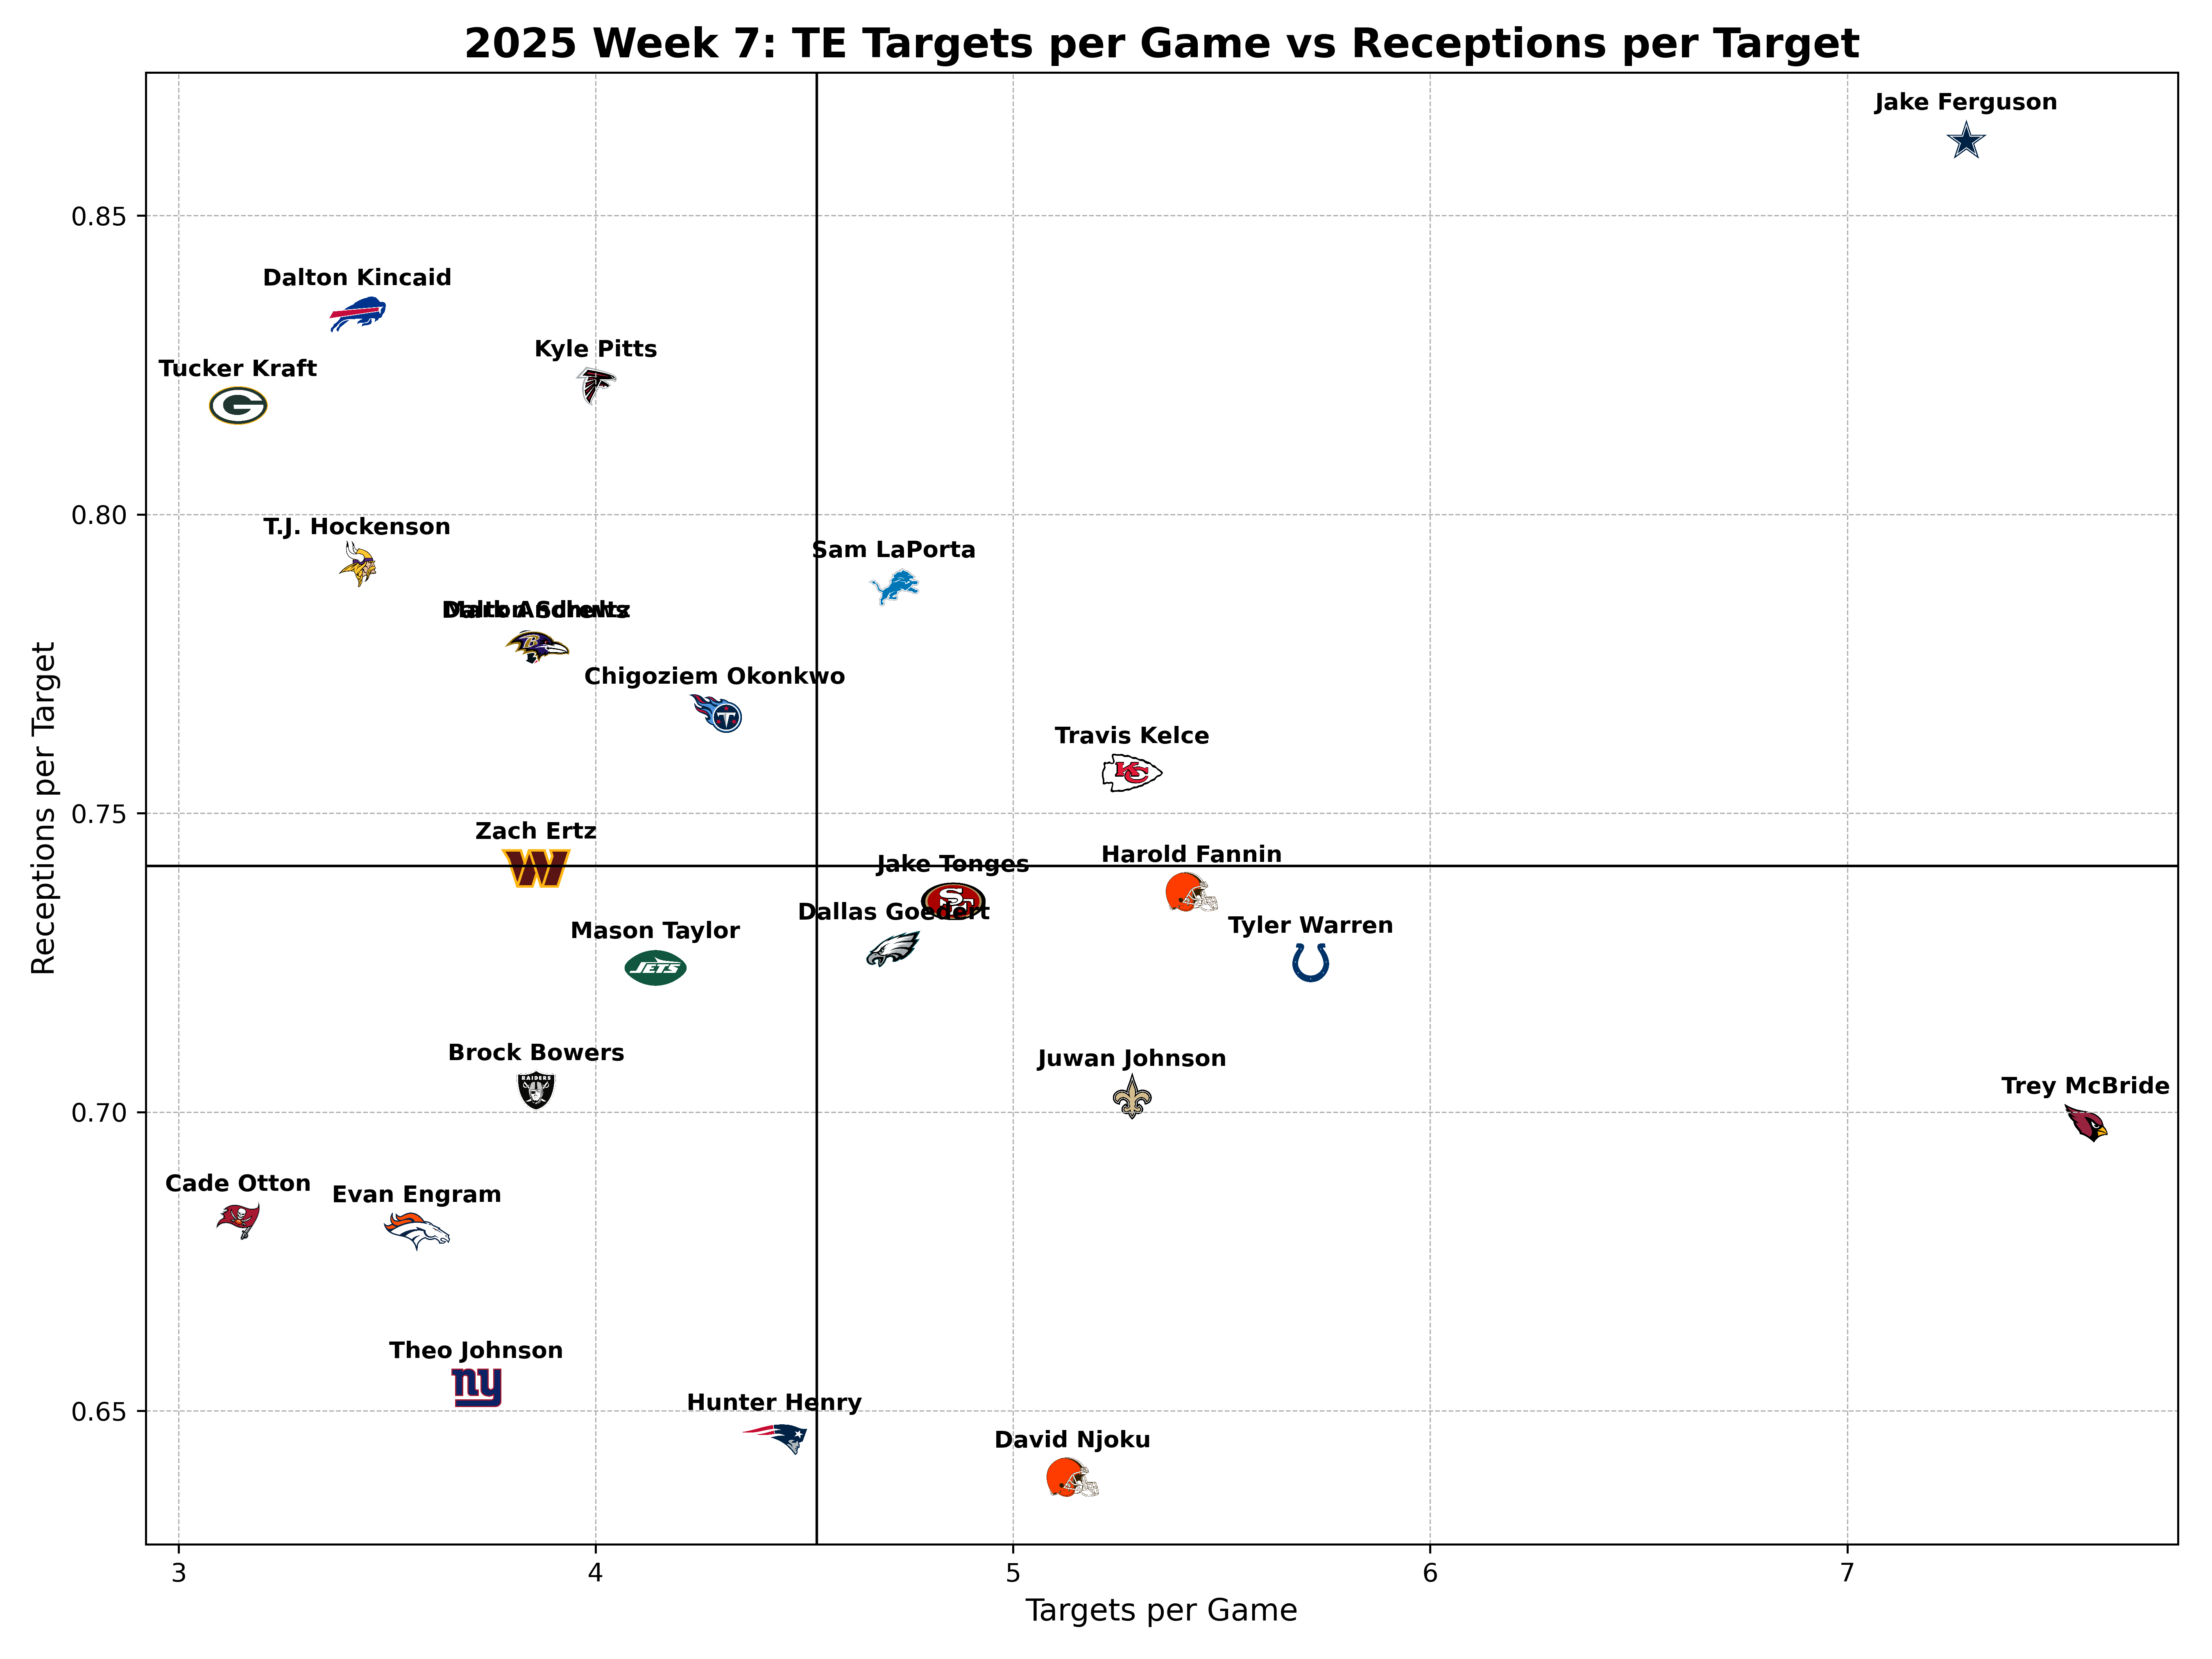 2025 Week 7: TE Targets per Game vs Receptions per Target
Jake Ferguson
0.85
Dalton Kincaid
Kyle Pitts
Tucker Kraft
G
0.80
T.J. Hockenson
Sam LaPorta
B
Chigoziem Okonkwo
T
Travis Kelce
KC
0.75
Zach Ertz
W
Harold Fannin
Jake Tonges
SF
Dallas Goedert
Tyler Warren
Mason Taylor
JETS
Brock Bowers
RAIDERS
Juwan Johnson
Trey McBride
0.70
Cade Otton
Evan Engram
Theo Johnson
ny
Hunter Henry
0.65
David Njoku
3
4
5
6
7
Targets per Game
Receptions per Target